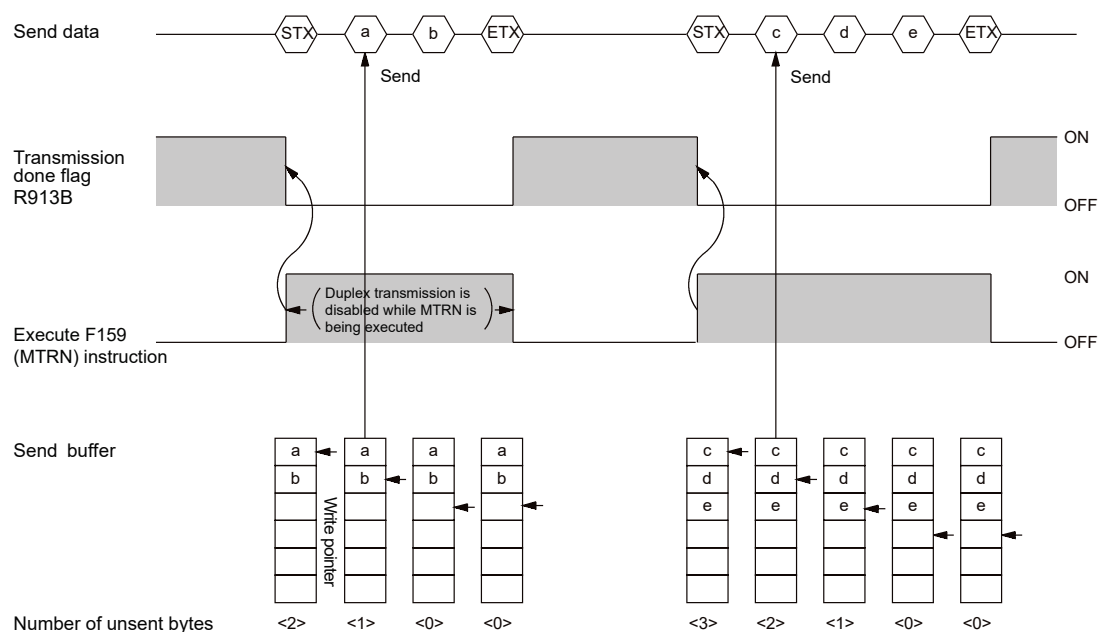 Send data
STX a b ETX STX c d e ETX
Send Send
Transmission
done flag
R913B
ON
OFF
Duplex transmission is
disabled while MTRN is
being executed
ON
Execute F159
(MTRN) instruction
OFF
Send buffer
a a a a c c c c c
b b b b d d d d d
e e e e e
Write pointer
Number of unsent bytes <2> <1> <0> <0> <3> <2> <1> <0> <0>